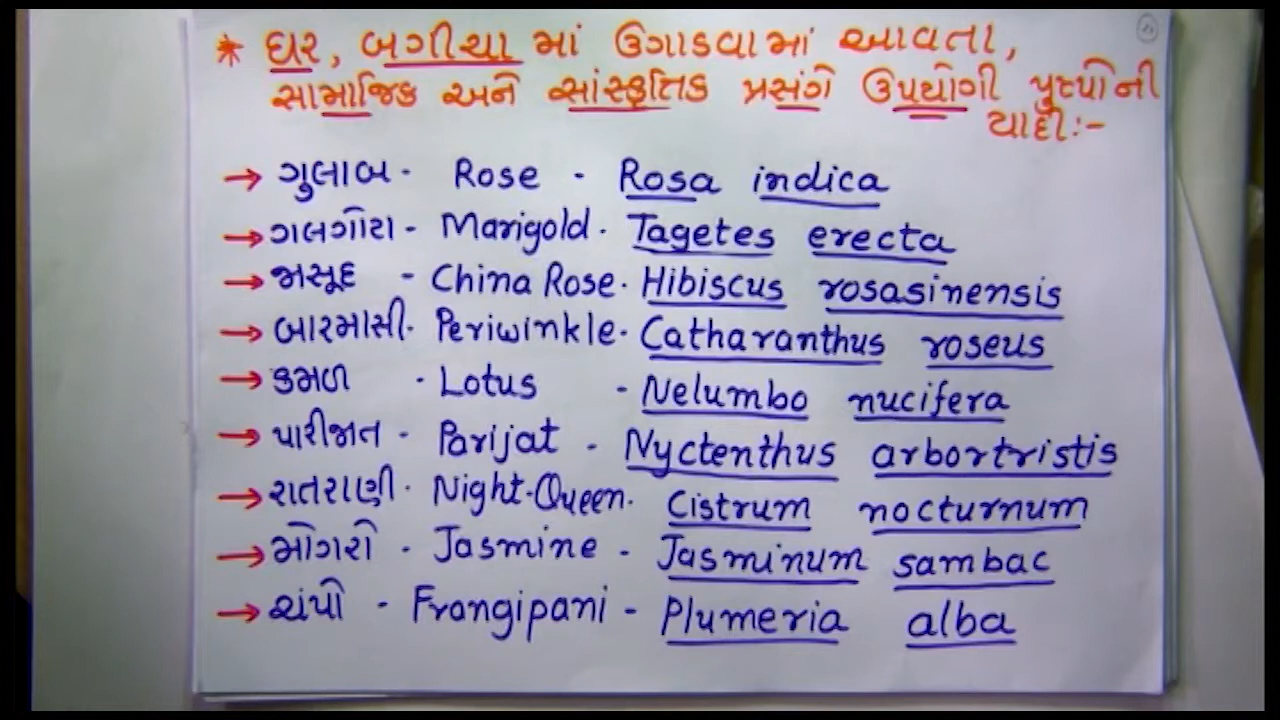 * ઘર, બગીચા માં ઉગાડવામાં આવતા,
સામાજિક અને સાંસ્કૃતિક પ્રસંગે ઉપયોગી પુષ્પોની
યાદી:-
→ ગુલાબ - Rose - Rosa indica
→ ગલગોટા - Marigold - Tagetes erecta
→ જાસૂદ - China Rose - Hibiscus rosasinensis
→ બારમાસી - Periwinkle - Catharanthus roseus
→ કમળ - Lotus - Nelumbo nucifera
→ પારીજાત - Parijat - Nyctenthus arbortristis
→ રાતરાણી - Night-Queen - Cistrum nocturnum
→ મોગરો - Jasmine - Jasminum sambac
→ ચંપો - Frangipani - Plumeria alba